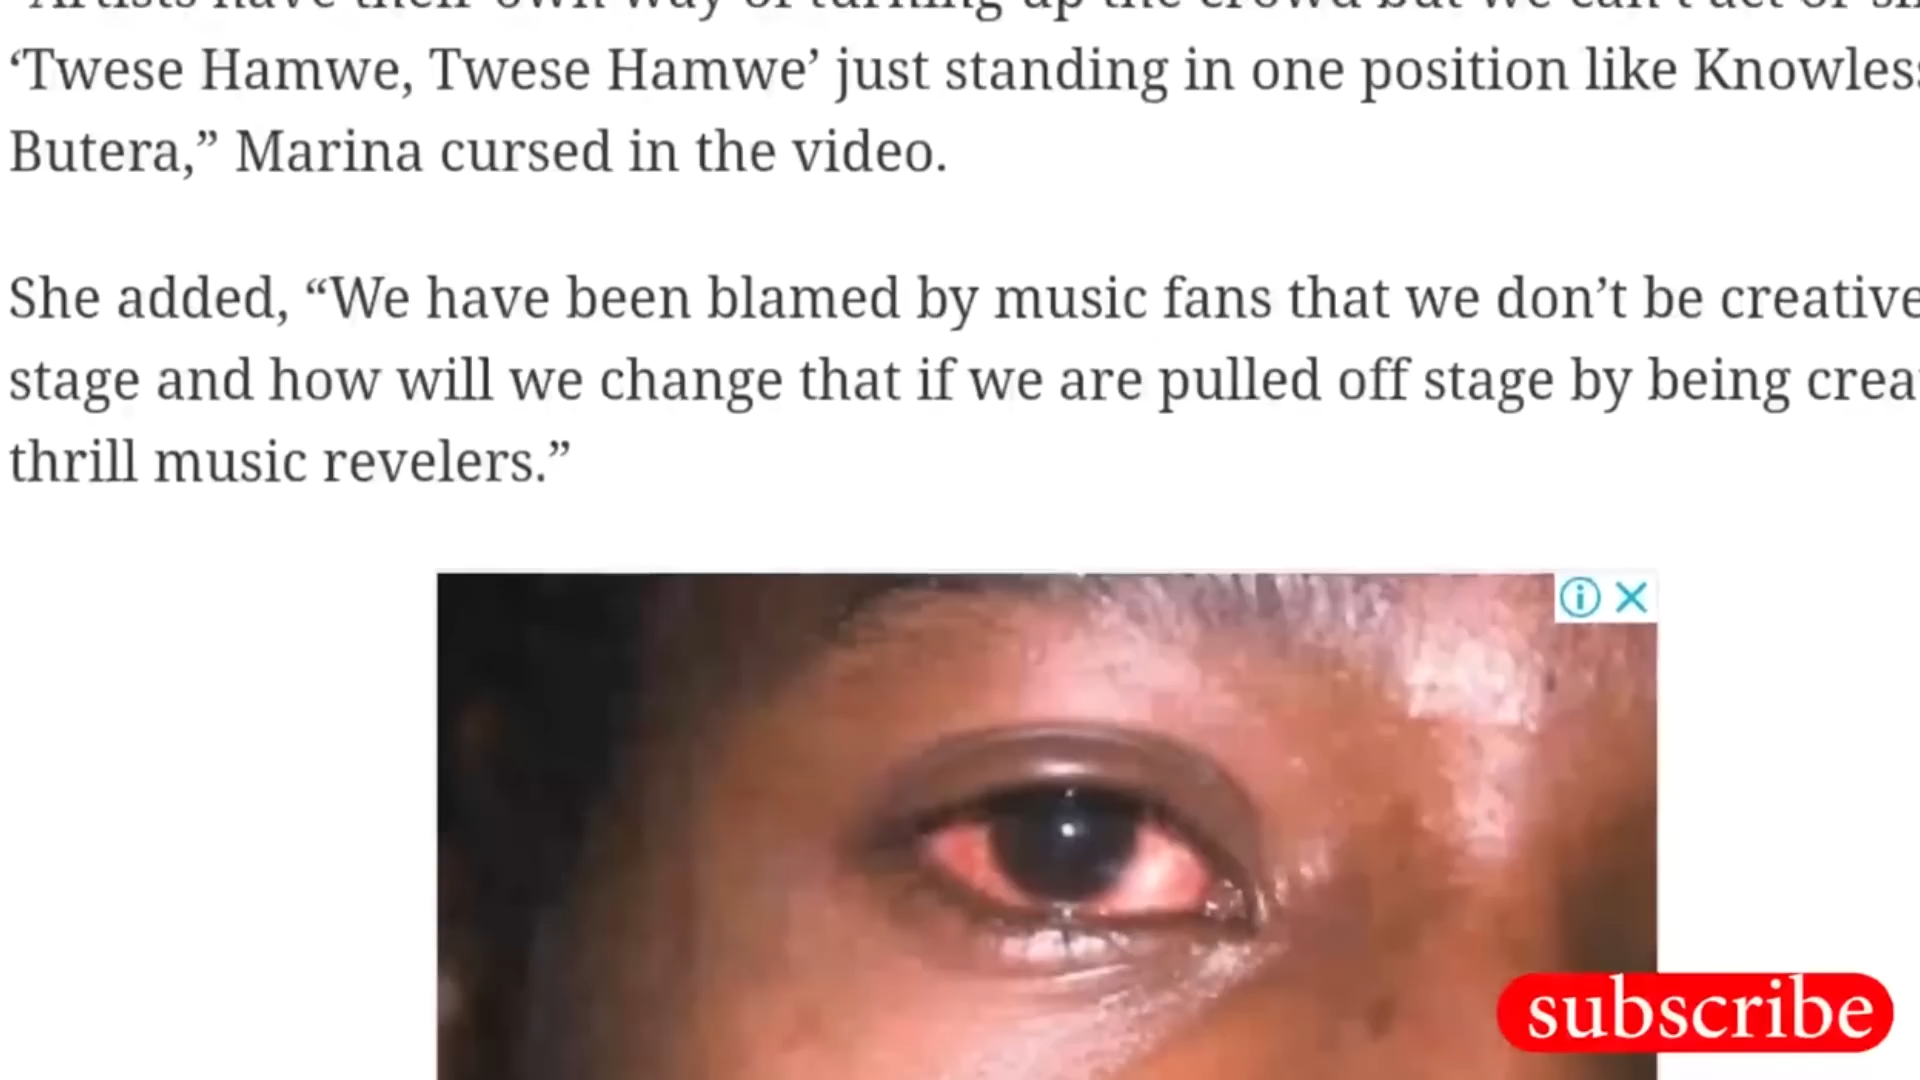 ‘Twese Hamwe, Twese Hamwe’ just standing in one position like Knowless
Butera,” Marina cursed in the video.
She added, “We have been blamed by music fans that we don’t be creative
stage and how will we change that if we are pulled off stage by being
thrill music revelers.”
subscribe